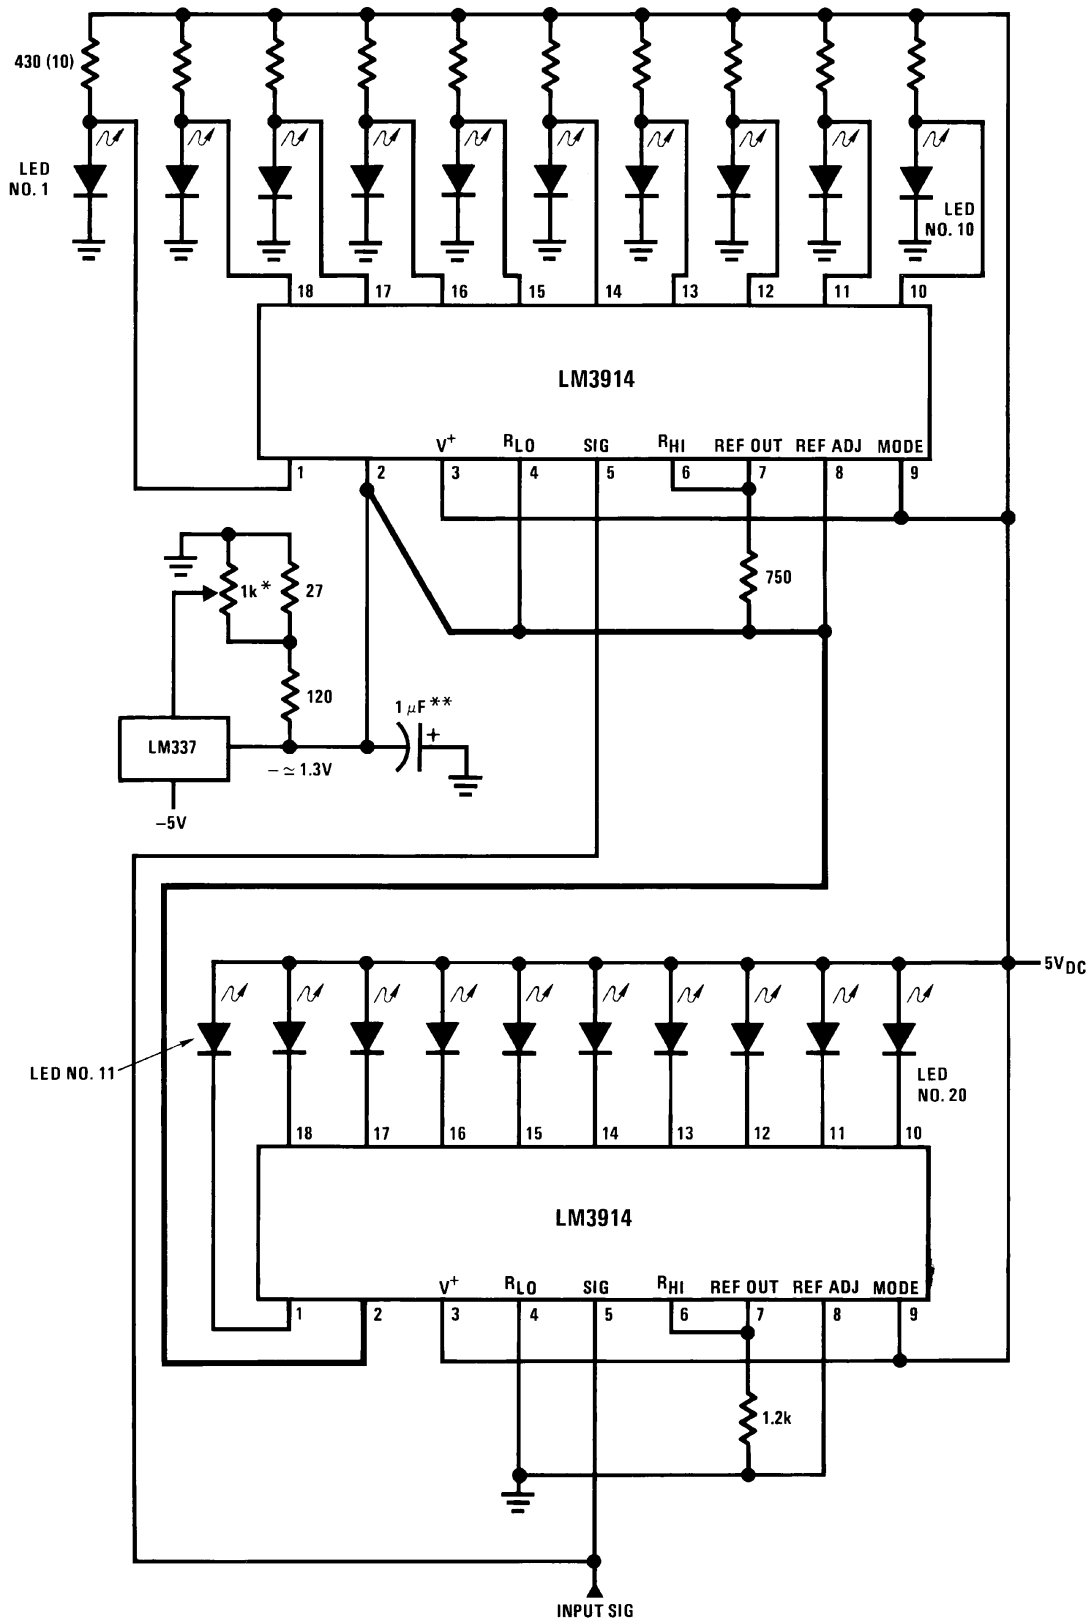 430 (10)
LED
NO. 1
LED
NO. 10
18 17 16 15 14 13 12 11 10
LM3914
V+ RLO SIG RHI REF OUT REF ADJ MODE
1 2 3 4 5 6 7 8 9
1k* 27
750
120
1 µF**
+
LM337
− ≃ 1.3V
−5V
5VDC
LED NO. 11
LED
NO. 20
18 17 16 15 14 13 12 11 10
LM3914
V+ RLO SIG RHI REF OUT REF ADJ MODE
1 2 3 4 5 6 7 8 9
1.2k
INPUT SIG